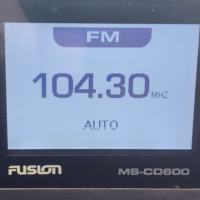 FM
104.30 MHZ
AUTO
FUSION MS-CD600